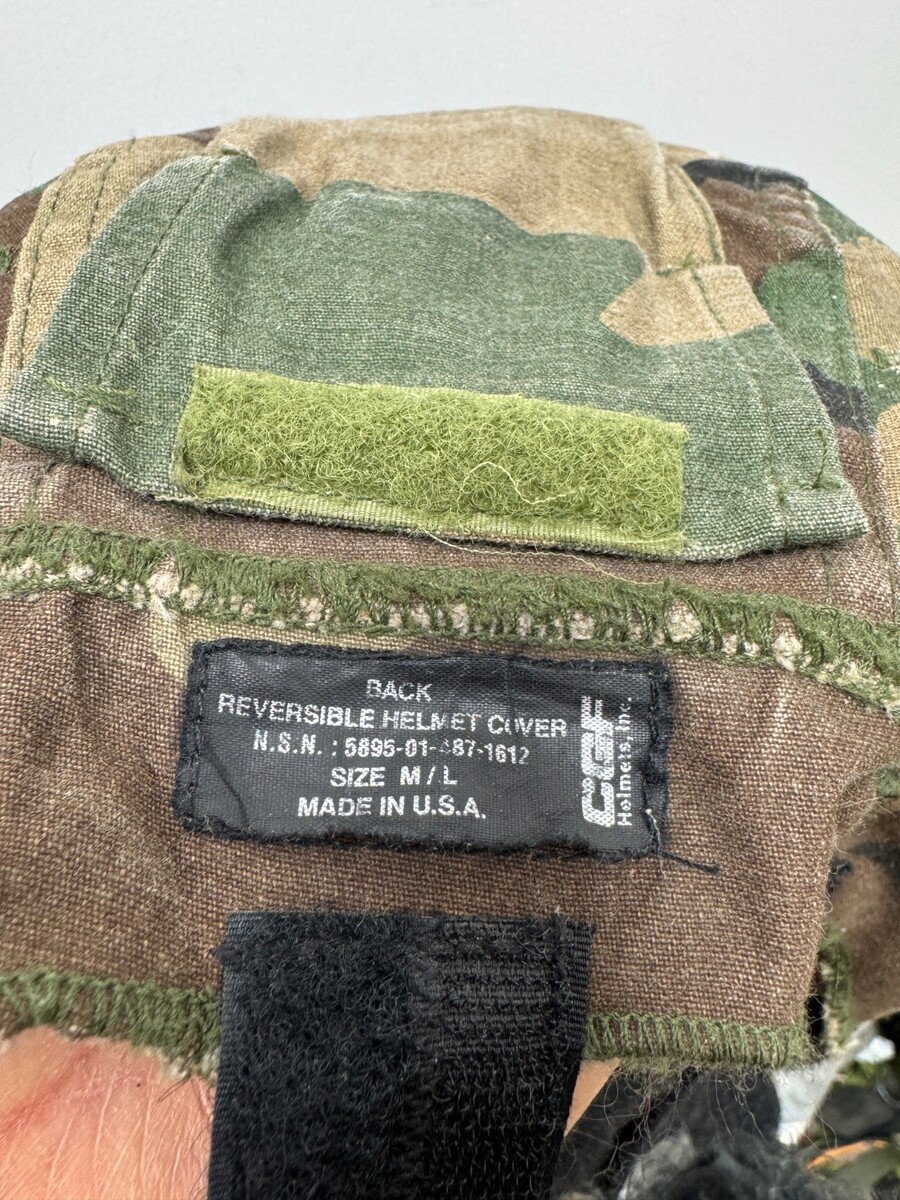 BACK
REVERSIBLE HELMET COVER
N.S.N. : 5895-01-487-1612
SIZE M / L
MADE IN U.S.A.
CGF
Helmets, Inc.